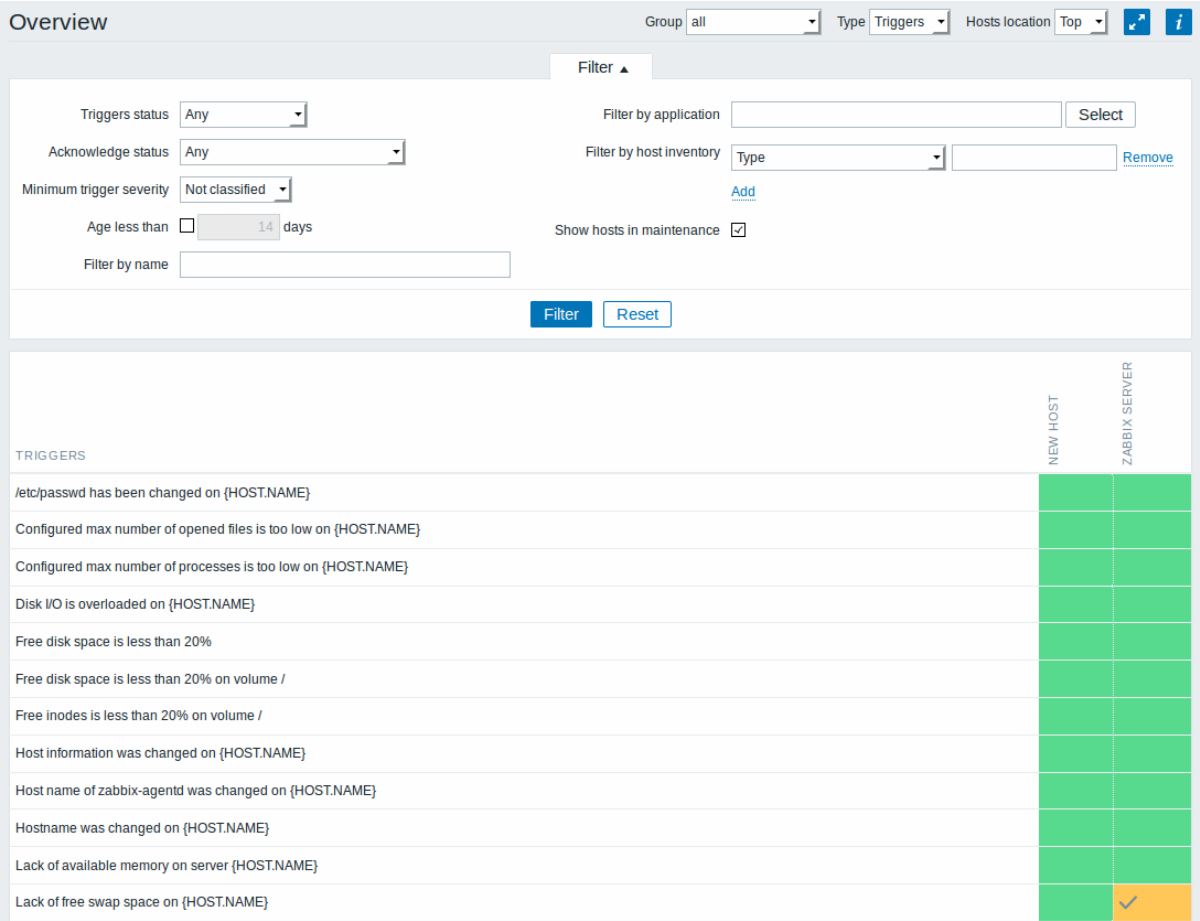 Overview
Group all Type Triggers Hosts location Top i
Filter ▲
Triggers status Any
Filter by application Select
Acknowledge status Any
Filter by host inventory Type Remove
Add
Minimum trigger severity Not classified
Age less than 14 days
Show hosts in maintenance
Filter by name
Filter Reset
TRIGGERS NEW HOST ZABBIX SERVER
/etc/passwd has been changed on {HOST.NAME}
Configured max number of opened files is too low on {HOST.NAME}
Configured max number of processes is too low on {HOST.NAME}
Disk I/O is overloaded on {HOST.NAME}
Free disk space is less than 20%
Free disk space is less than 20% on volume /
Free inodes is less than 20% on volume /
Host information was changed on {HOST.NAME}
Host name of zabbix-agentd was changed on {HOST.NAME}
Hostname was changed on {HOST.NAME}
Lack of available memory on server {HOST.NAME}
Lack of free swap space on {HOST.NAME}